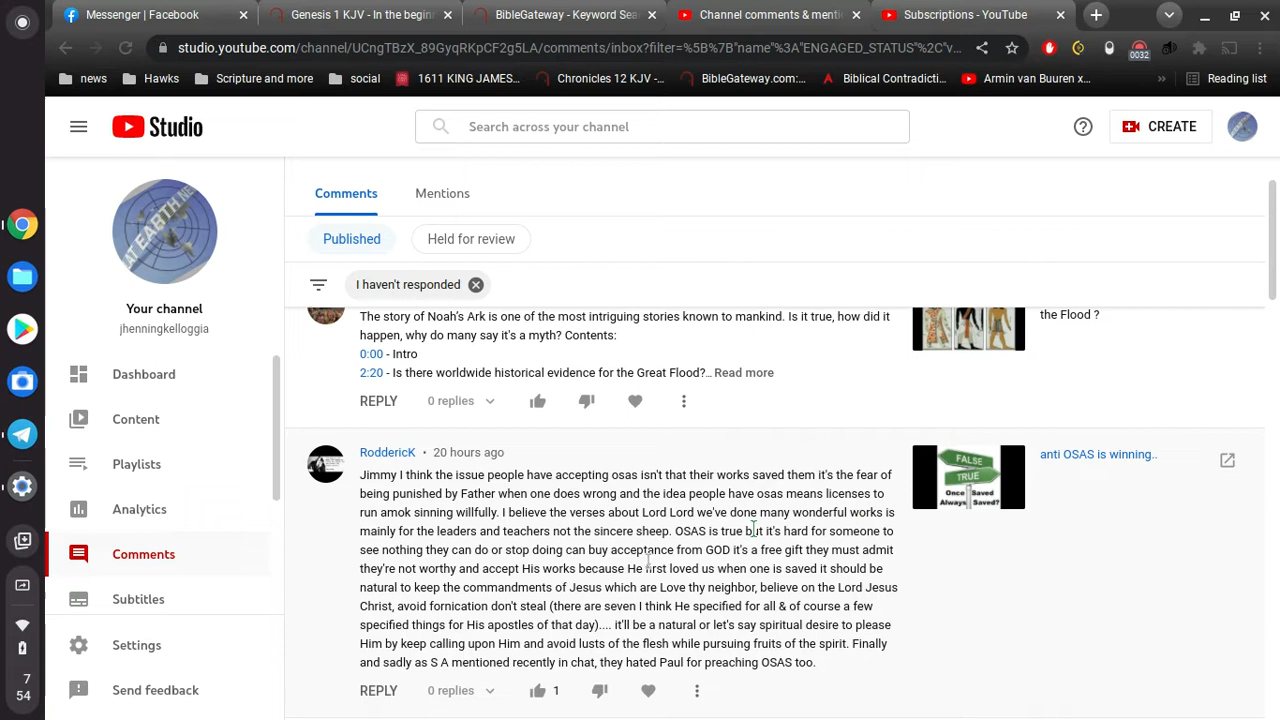 Messenger | Facebook
Genesis 1 KJV - In the beginn
BibleGateway - Keyword Sea
Channel comments & menti
Subscriptions - YouTube
studio.youtube.com/channel/UCngTBzX_89GyqRKpCF2g5LA/comments/inbox?filter=%5B%7B"name"%3A"ENGAGED_STATUS"%2C"v...
0032
news
Hawks
Scripture and more
social
1611 KING JAMES...
Chronicles 12 KJV -...
BibleGateway.com:...
Biblical Contradicti...
Armin van Buuren x...
Reading list
Studio
Search across your channel
CREATE
AT EARTH.NE
Your channel
jhenningkelloggia
Dashboard
Content
Playlists
Analytics
Comments
Subtitles
Settings
Send feedback
7
54
Comments
Mentions
Published
Held for review
I haven't responded
The story of Noah's Ark is one of the most intriguing stories known to mankind. Is it true, how did it
happen, why do many say it's a myth? Contents:
0:00 - Intro
2:20 - Is there worldwide historical evidence for the Great Flood?... Read more
the Flood ?
REPLY
0 replies
RoddericK • 20 hours ago
Jimmy I think the issue people have accepting osas isn't that their works saved them it's the fear of
being punished by Father when one does wrong and the idea people have osas means licenses to
run amok sinning willfully. I believe the verses about Lord Lord we've done many wonderful works is
mainly for the leaders and teachers not the sincere sheep. OSAS is true but it's hard for someone to
see nothing they can do or stop doing can buy acceptance from GOD it's a free gift they must admit
they're not worthy and accept His works because He first loved us when one is saved it should be
natural to keep the commandments of Jesus which are Love thy neighbor, believe on the Lord Jesus
Christ, avoid fornication don't steal (there are seven I think He specified for all & of course a few
specified things for His apostles of that day).... it'll be a natural or let's say spiritual desire to please
Him by keep calling upon Him and avoid lusts of the flesh while pursuing fruits of the spirit. Finally
and sadly as S A mentioned recently in chat, they hated Paul for preaching OSAS too.
REPLY
0 replies
1
FALSE
TRUE
Once Saved
Always Saved?
anti OSAS is winning..